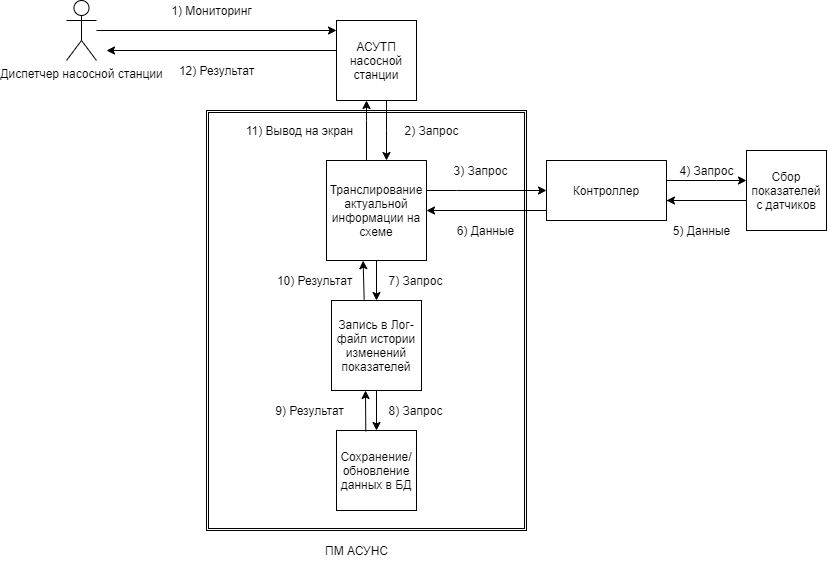 1) Мониторинг
АСУТП
насосной
станции
Диспетчер насосной станции
12) Результат
11) Вывод на экран
2) Запрос
Транслирование
актуальной
информации на
схеме
3) Запрос
6) Данные
Контроллер
4) Запрос
5) Данные
Сбор
показателей
с датчиков
10) Результат
7) Запрос
Запись в Лог-
файл истории
изменений
показателей
9) Результат
8) Запрос
Сохранение/
обновление
данных в БД
ПМ АСУНС